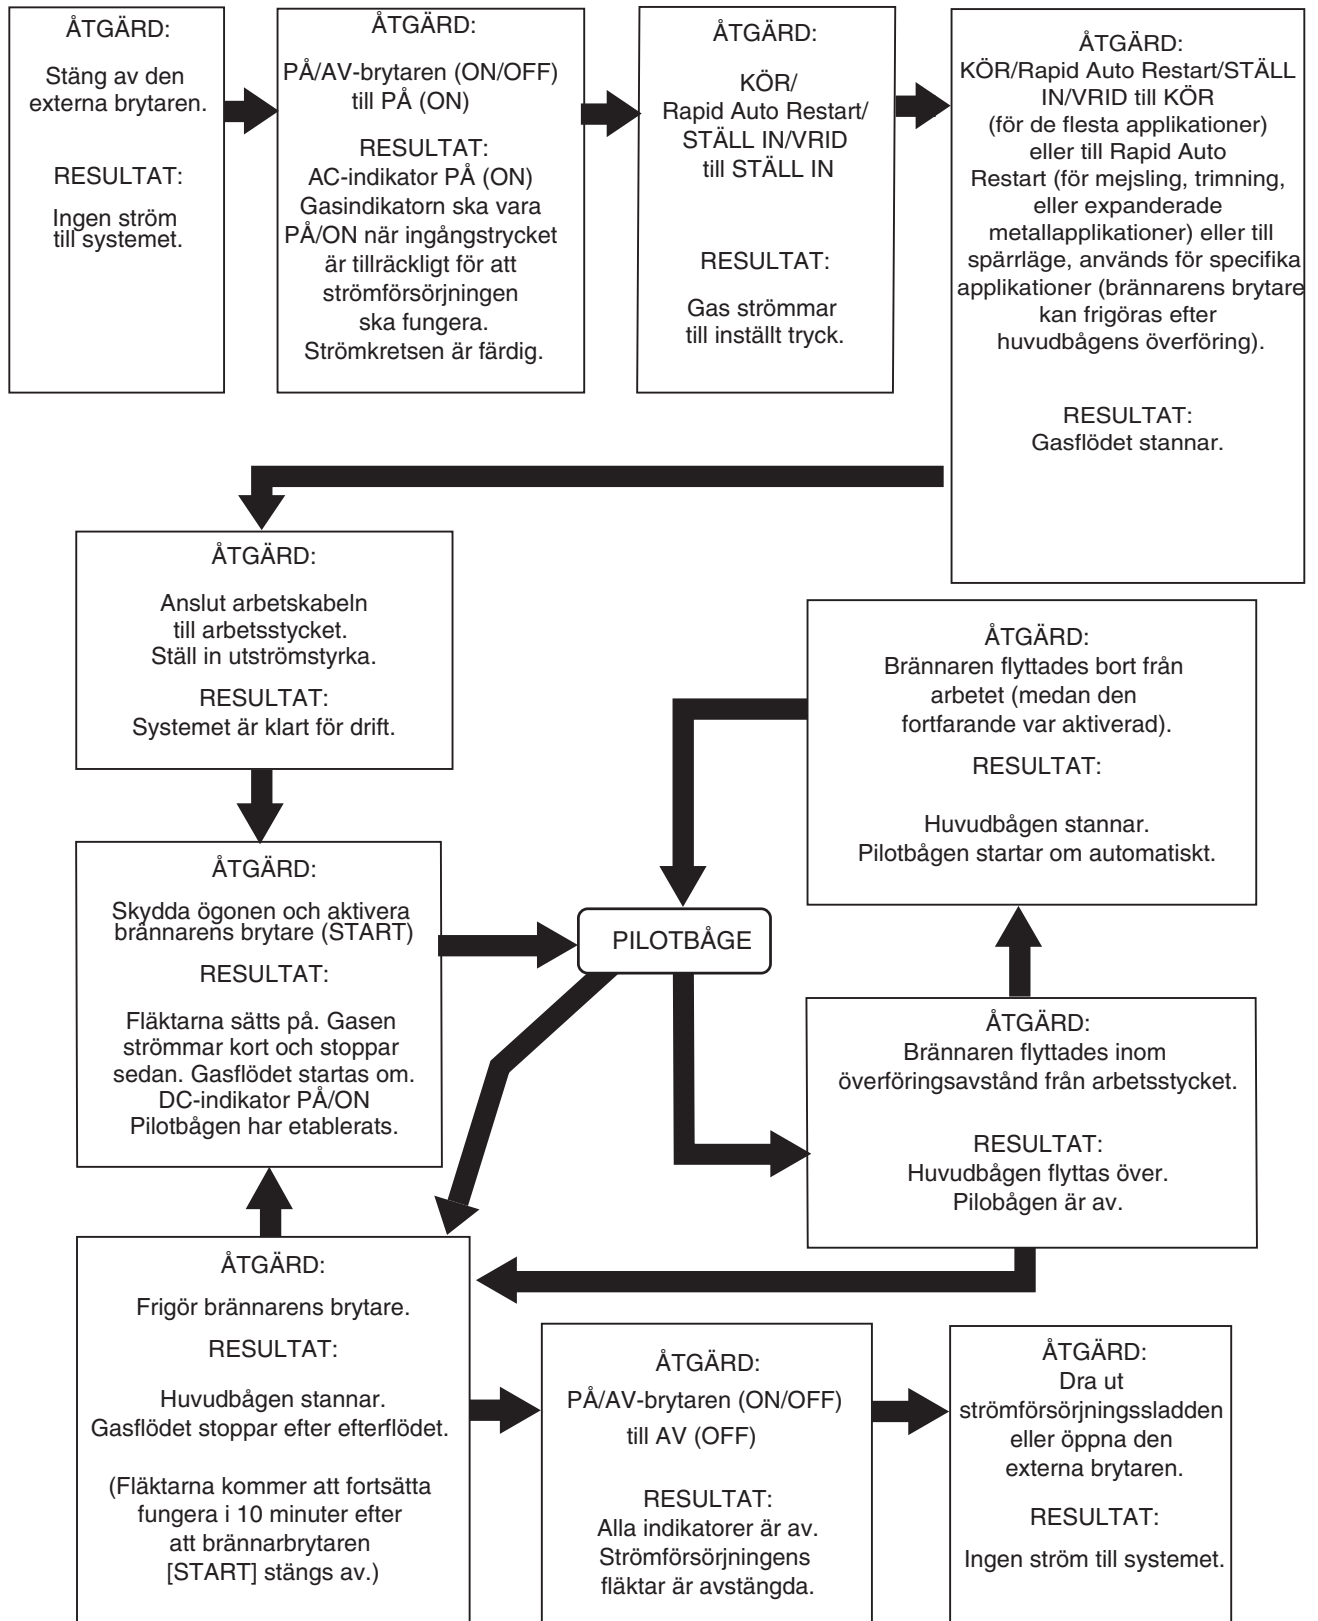 ÅTGÄRD:
Stäng av den
externa brytaren.
RESULTAT:
Ingen ström
till systemet.
ÅTGÄRD:
PÅ/AV-brytaren (ON/OFF)
till PÅ (ON)
RESULTAT:
AC-indikator PÅ (ON)
Gasindikatorn ska vara
PÅ/ON när ingångstrycket
är tillräckligt för att
strömförsörjningen
ska fungera.
Strömkretsen är färdig.
ÅTGÄRD:
KÖR/
Rapid Auto Restart/
STÄLL IN/VRID
till STÄLL IN
RESULTAT:
Gas strömmar
till inställt tryck.
ÅTGÄRD:
KÖR/Rapid Auto Restart/STÄLL
IN/VRID till KÖR
(för de flesta applikationer)
eller till Rapid Auto
Restart (för mejsling, trimning,
eller expanderade
metallapplikationer) eller till
spärrläge, används för specifika
applikationer (brännarens brytare
kan frigöras efter
huvudbågens överföring).
RESULTAT:
Gasflödet stannar.
ÅTGÄRD:
Anslut arbetskabeln
till arbetsstycket.
Ställ in utströmstyrka.
RESULTAT:
Systemet är klart för drift.
ÅTGÄRD:
Skydda ögonen och aktivera
brännarens brytare (START)
RESULTAT:
Fläktarna sätts på. Gasen
strömmar kort och stoppar
sedan. Gasflödet startas om.
DC-indikator PÅ/ON
Pilotbågen har etablerats.
PILOTBÅGE
ÅTGÄRD:
Brännaren flyttades bort från
arbetet (medan den
fortfarande var aktiverad).
RESULTAT:
Huvudbågen stannar.
Pilotbågen startar om automatiskt.
ÅTGÄRD:
Brännaren flyttades inom
överföringsavstånd från arbetsstycket.
RESULTAT:
Huvudbågen flyttas över.
Pilobågen är av.
ÅTGÄRD:
Frigör brännarens brytare.
RESULTAT:
Huvudbågen stannar.
Gasflödet stoppar efter efterflödet.
(Fläktarna kommer att fortsätta
fungera i 10 minuter efter
att brännarbrytaren
[START] stängs av.)
ÅTGÄRD:
PÅ/AV-brytaren (ON/OFF)
till AV (OFF)
RESULTAT:
Alla indikatorer är av.
Strömförsörjningens
fläktar är avstängda.
ÅTGÄRD:
Dra ut
strömförsörjningssladden
eller öppna den
externa brytaren.
RESULTAT:
Ingen ström till systemet.